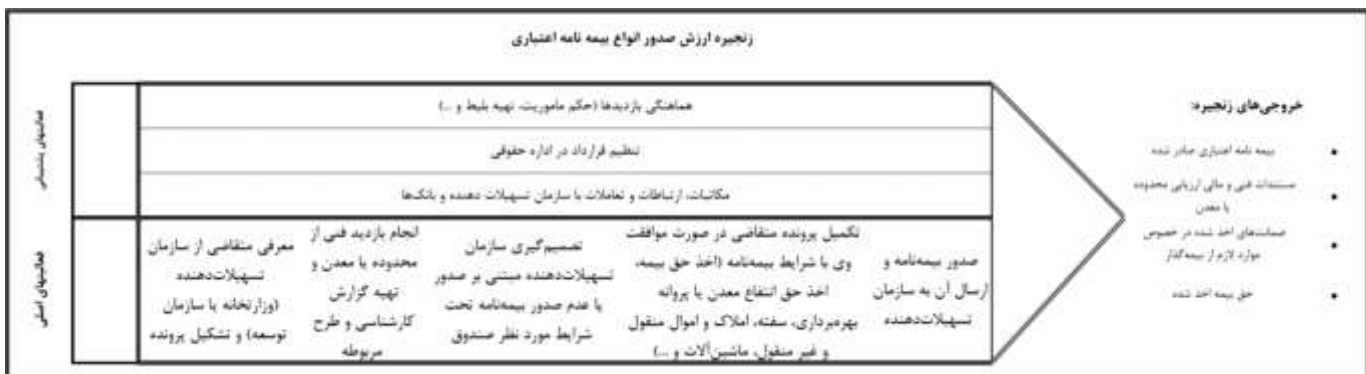 زنجیره ارزش صدور انواع بیمه نامه اعتباری
فعالیتهای پشتیبانی
هماهنگی بازدیدها (حکم ماموریت، تهیه بلیط و ...)
تنظیم قرارداد در اداره حقوقی
مکاتبات، ارتباطات و تعاملات با سازمان تسهیلات دهنده و بانک‌ها
فعالیتهای اصلی
معرفی متقاضی از سازمان
تسهیلات‌دهنده
(وزارتخانه یا سازمان
توسعه) و تشکیل پرونده
انجام بازدید فنی از
محدوده یا معدن و
تهیه گزارش
کارشناسی و طرح
مربوطه
تصمیم‌گیری سازمان
تسهیلات‌دهنده مبتنی بر صدور
یا عدم صدور بیمه‌نامه تحت
شرایط مورد نظر صندوق
تکمیل پرونده متقاضی در صورت موافقت
وی با شرایط بیمه‌نامه (اخذ حق بیمه،
اخذ حق انتفاع معدن یا پروانه
بهره‌برداری، سفته، املاک و اموال منقول
و غیر منقول، ماشین‌آلات و ...)
صدور بیمه‌نامه و
ارسال آن به سازمان
تسهیلات‌دهنده
خروجی‌های زنجیره:
• بیمه نامه اعتباری صادر شده
• مستندات فنی و مالی ارزیابی محدوده
یا معدن
• ضمانت‌های اخذ شده در خصوص
موارد لازم از بیمه‌گذار
• حق بیمه اخذ شده